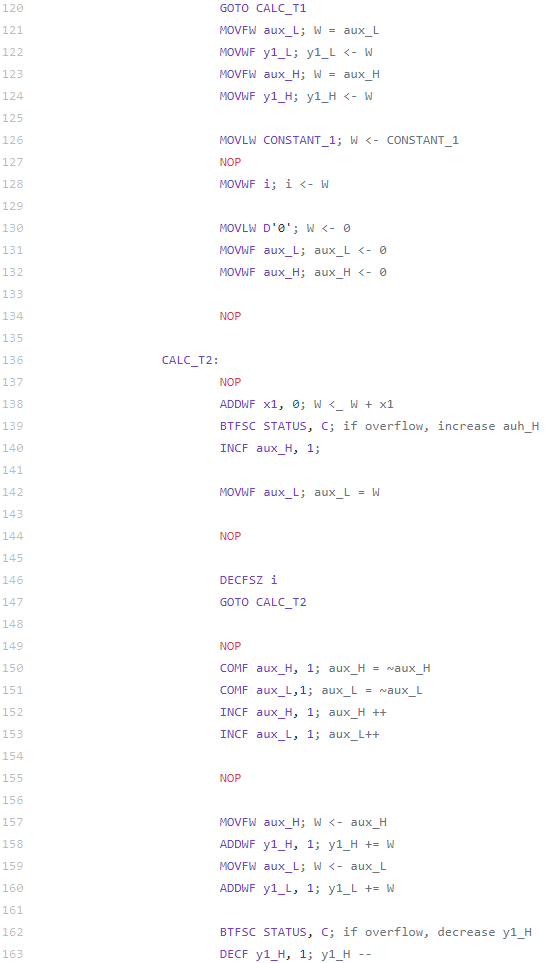 120 GOTO CALC_T1
121 MOVFW aux_L; W = aux_L
122 MOVWF y1_L; y1_L <- W
123 MOVFW aux_H; W = aux_H
124 MOVWF y1_H; y1_H <- W
125
126 MOVLW CONSTANT_1; W <- CONSTANT_1
127 NOP
128 MOVWF i; i <- W
129
130 MOVLW D'0'; W <- 0
131 MOVWF aux_L; aux_L <- 0
132 MOVWF aux_H; aux_H <- 0
133
134 NOP
135
136 CALC_T2:
137 NOP
138 ADDWF x1, 0; W <_ W + x1
139 BTFSC STATUS, C; if overflow, increase auh_H
140 INCF aux_H, 1;
141
142 MOVWF aux_L; aux_L = W
143
144 NOP
145
146 DECFSZ i
147 GOTO CALC_T2
148
149 NOP
150 COMF aux_H, 1; aux_H = ~aux_H
151 COMF aux_L,1; aux_L = ~aux_L
152 INCF aux_H, 1; aux_H ++
153 INCF aux_L, 1; aux_L++
154
155 NOP
156
157 MOVFW aux_H; W <- aux_H
158 ADDWF y1_H, 1; y1_H += W
159 MOVFW aux_L; W <- aux_L
160 ADDWF y1_L, 1; y1_L += W
161
162 BTFSC STATUS, C; if overflow, decrease y1_H
163 DECF y1_H, 1; y1_H --